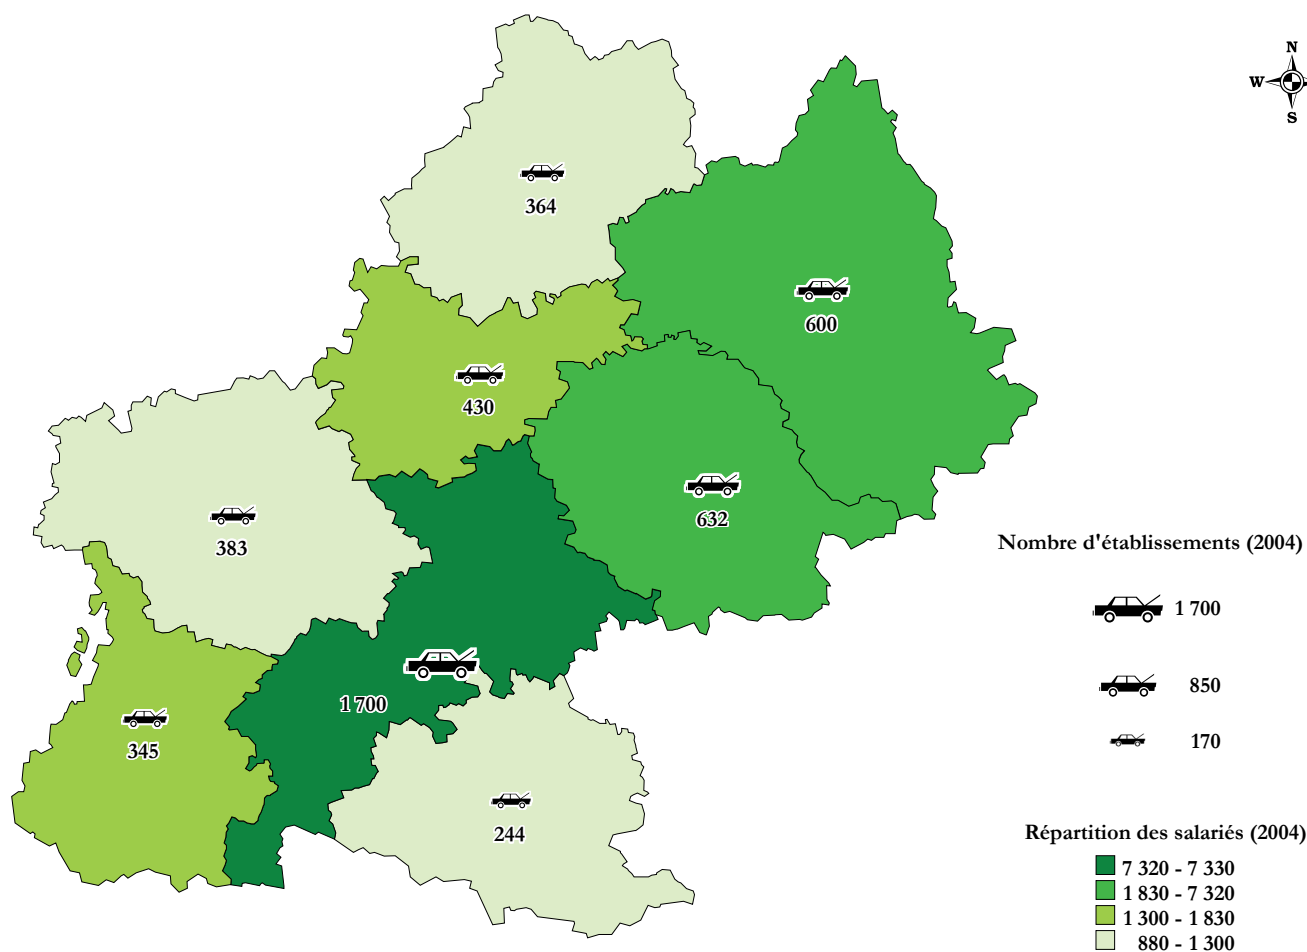 N
W
S
364
600
430
632
383
1 700
345
244
Nombre d'établissements (2004)
1 700
850
170
Répartition des salariés (2004)
7 320 - 7 330
1 830 - 7 320
1 300 - 1 830
880 - 1 300